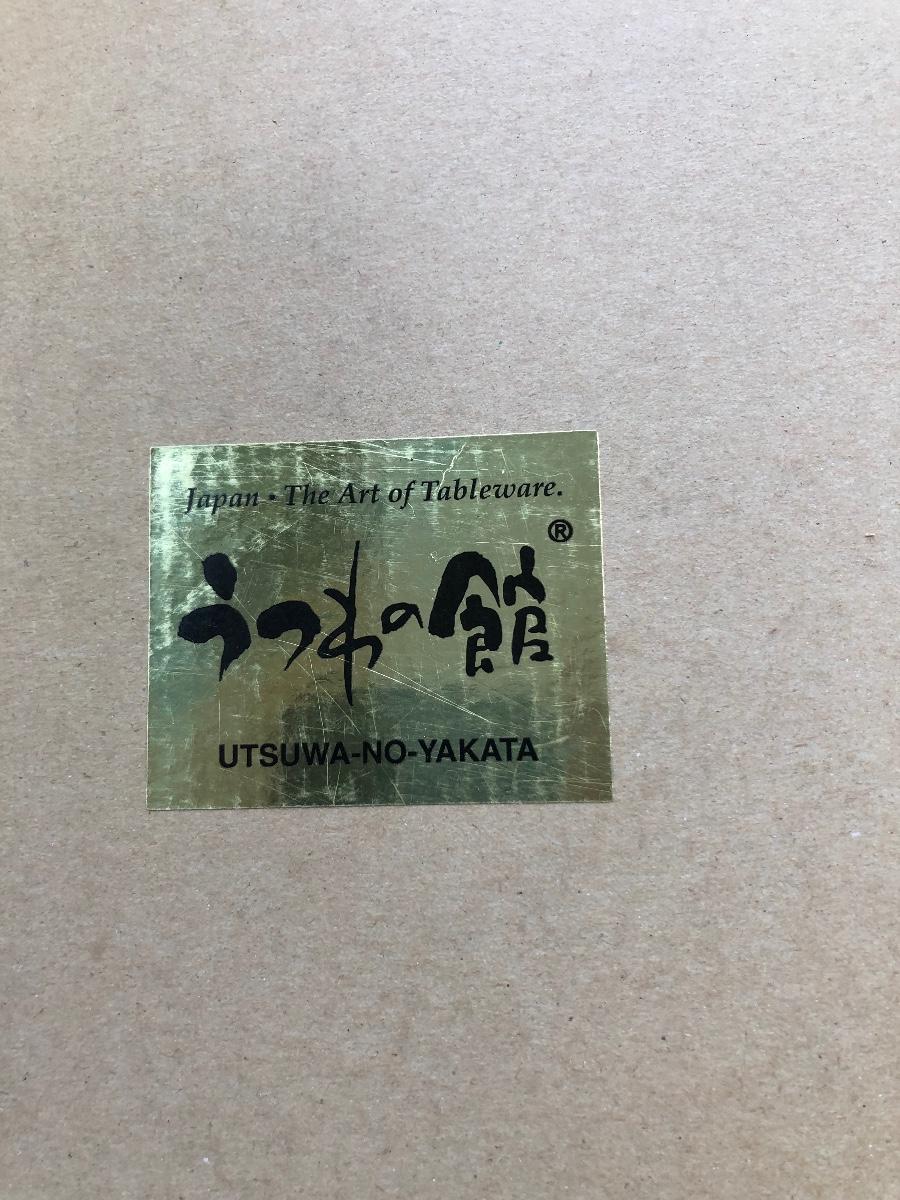 Japan • The Art of Tableware.
®
うつわの館
UTSUWA-NO-YAKATA